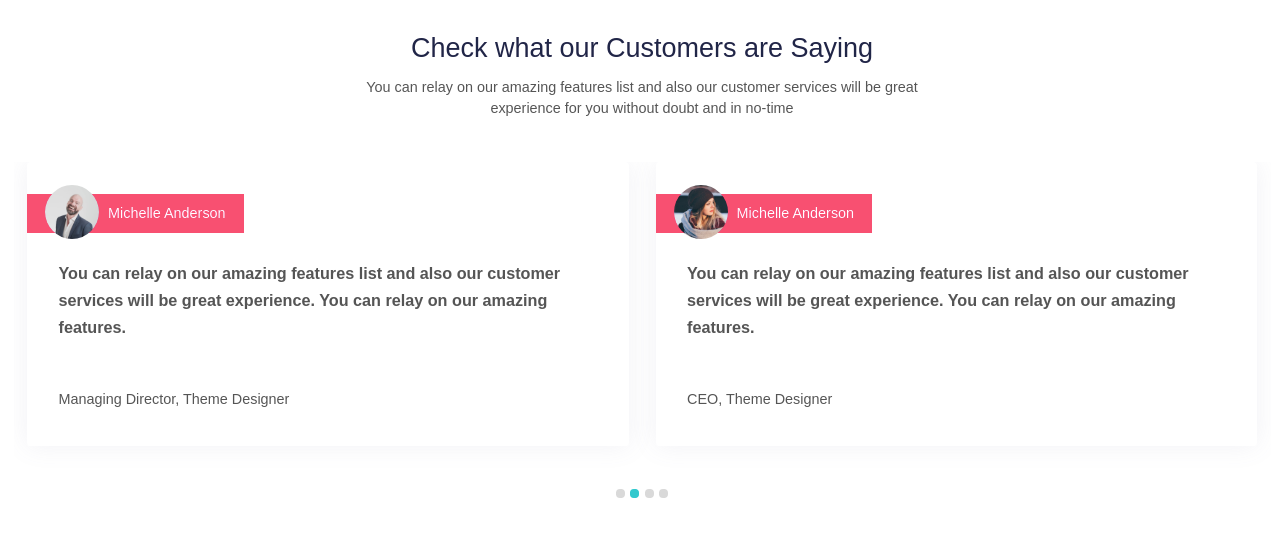 Check what our Customers are Saying
You can relay on our amazing features list and also our customer services will be great
experience for you without doubt and in no-time
Michelle Anderson
You can relay on our amazing features list and also our customer
services will be great experience. You can relay on our amazing
features.
Managing Director, Theme Designer
Michelle Anderson
You can relay on our amazing features list and also our customer
services will be great experience. You can relay on our amazing
features.
CEO, Theme Designer